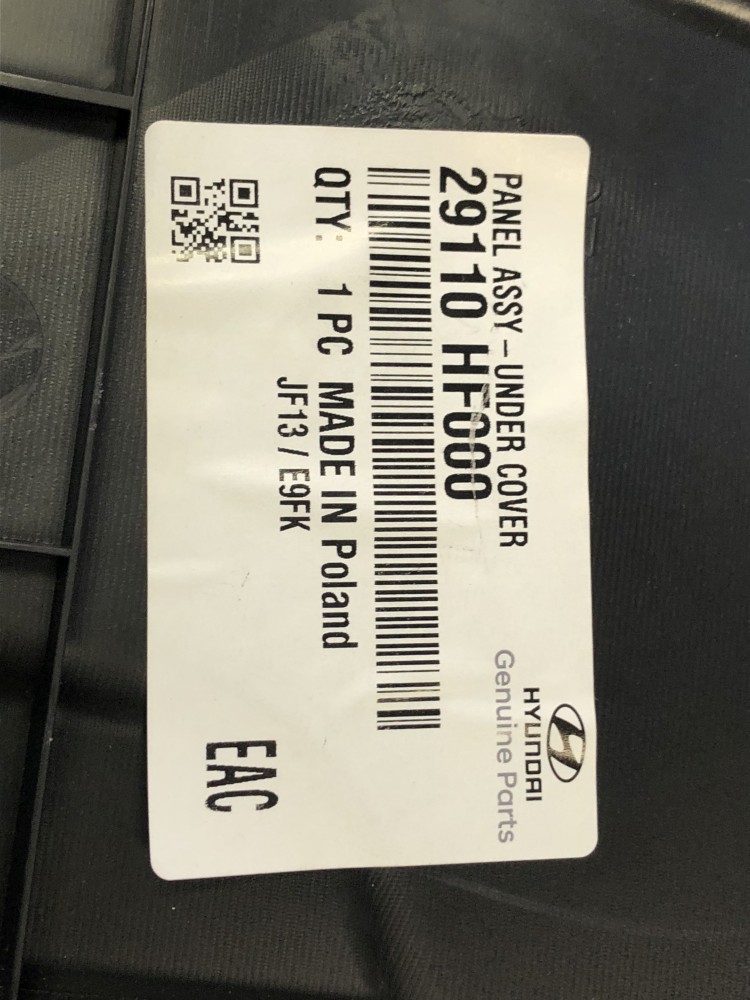 HYUNDAI
Genuine Parts
PANEL ASSY-UNDER COVER
29110 HF000
QTY: 1 PC MADE IN Poland
JF13 / E9FK
EAC